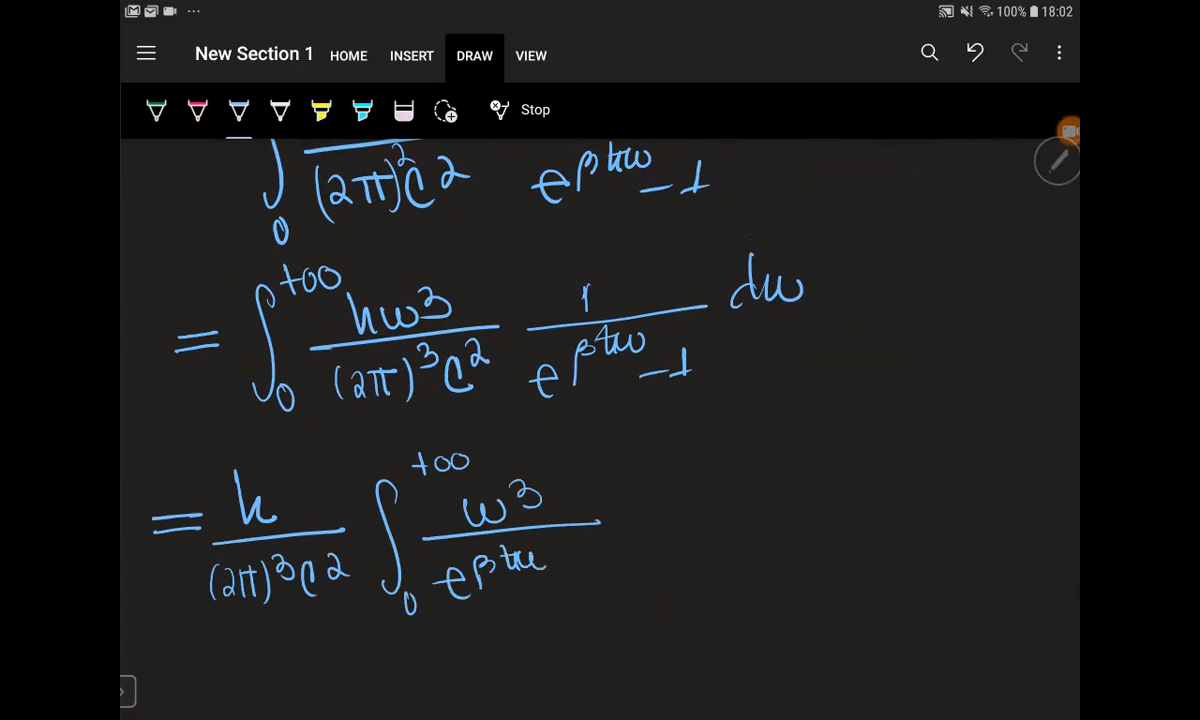 100% 18:02
New Section 1 HOME INSERT DRAW VIEW
Stop
∫₀ ――― / (2π)²C² e^{βħω} – 1
= ∫₀^{+∞} hω³ / (2π)³C² 1 / e^{βħω} – 1 dω
= h / (2π)³C² ∫₀^{+∞} ω³ / e^{βħω}